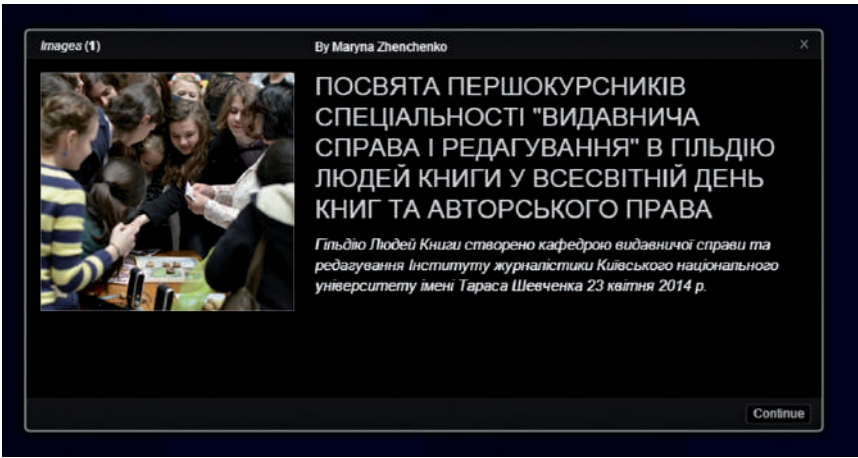 Images (1)
By Maryna Zhenchenko
X
ПОСВЯТА ПЕРШОКУРСНИКІВ
СПЕЦІАЛЬНОСТІ "ВИДАВНИЧА
СПРАВА І РЕДАГУВАННЯ" В ГІЛЬДІЮ
ЛЮДЕЙ КНИГИ У ВСЕСВІТНІЙ ДЕНЬ
КНИГ ТА АВТОРСЬКОГО ПРАВА
Гільдію Людей Книги створено кафедрою видавничої справи та
редагування Інституту журналістики Київського національного
університету імені Тараса Шевченка 23 квітня 2014 р.
Continue